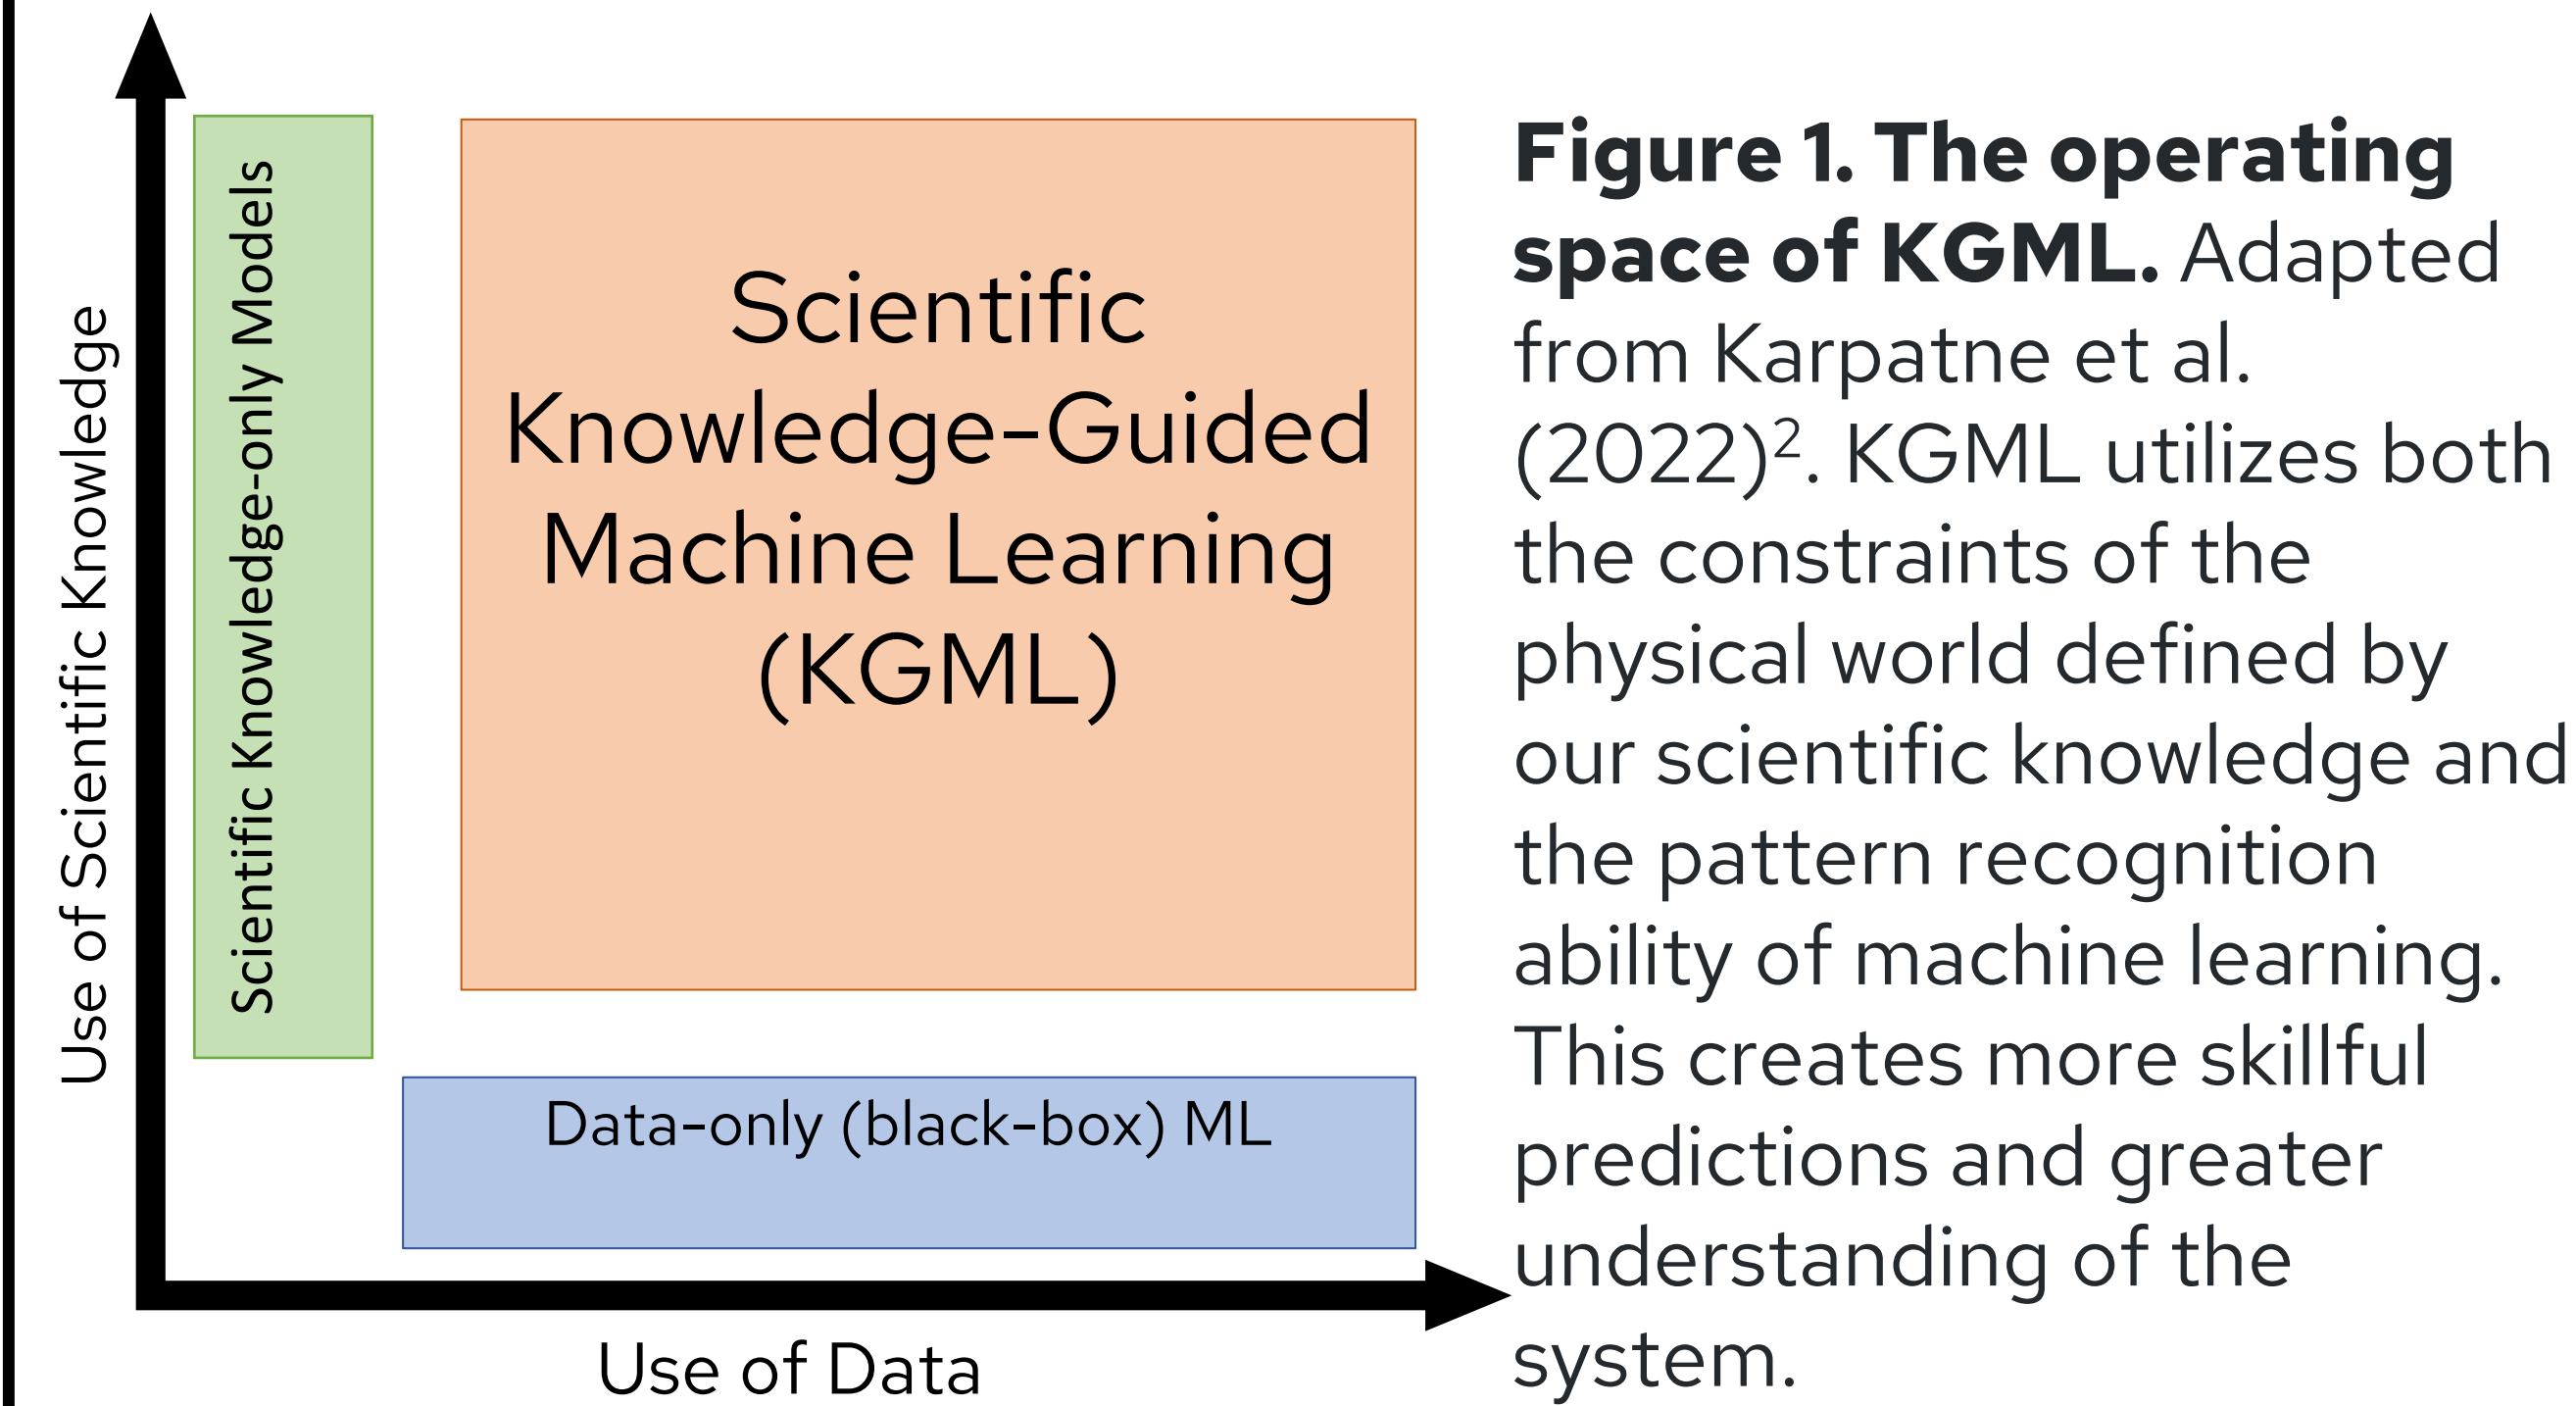 Use of Scientific Knowledge
Scientific Knowledge-only Models
Scientific
Knowledge-Guided
Machine Learning
(KGML)
Data-only (black-box) ML
Use of Data
Figure 1. The operating
space of KGML. Adapted
from Karpatne et al.
(2022)². KGML utilizes both
the constraints of the
physical world defined by
our scientific knowledge and
the pattern recognition
ability of machine learning.
This creates more skillful
predictions and greater
understanding of the
system.